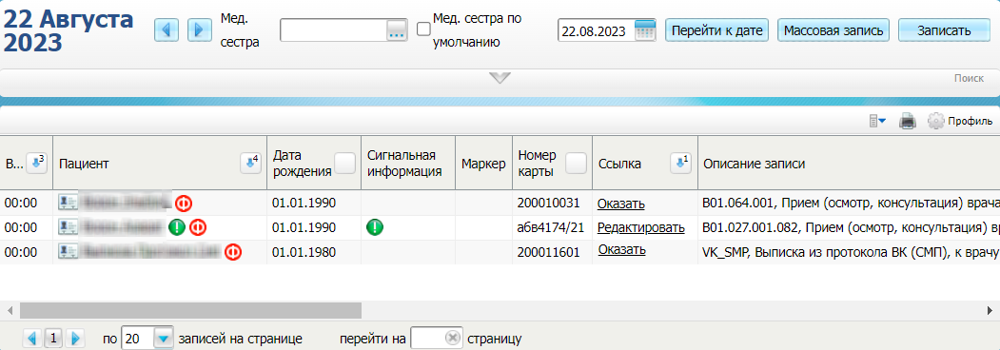 22 Августа 2023
Мед. сестра
...
Мед. сестра по умолчанию
22.08.2023
Перейти к дате
Массовая запись
Записать
Поиск
Профиль
В... 3 Пациент 4 Дата рождения Сигнальная информация Маркер Номер карты Ссылка 1 Описание записи
00:00 Ф 01.01.1990 200010031 Оказать B01.064.001, Прием (осмотр, консультация) врача
00:00 ! Ф 01.01.1990 ! абв4174/21 Редактировать B01.027.001.082, Прием (осмотр, консультация) вр
00:00 Ф 01.01.1980 200011601 Оказать VK_SMP, Выписка из протокола ВК (СМП), к врачу
1 по 20 записей на странице перейти на страницу